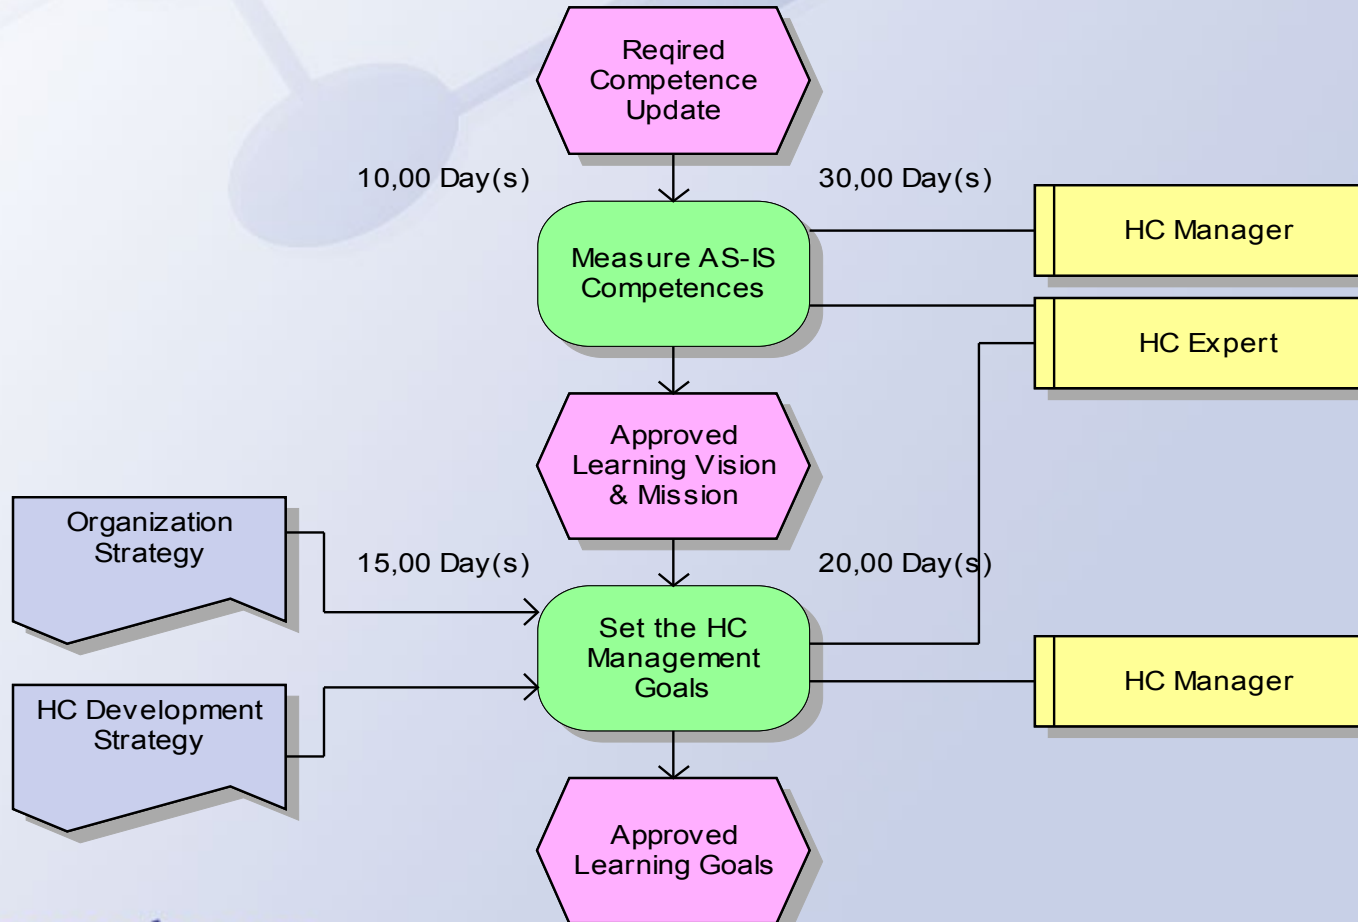 Reqired
Competence
Update
10,00 Day(s)
30,00 Day(s)
HC Manager
Measure AS-IS
Competences
HC Expert
Approved
Learning Vision
& Mission
Organization
Strategy
15,00 Day(s)
20,00 Day(s)
Set the HC
Management
Goals
HC Manager
HC Development
Strategy
Approved
Learning Goals